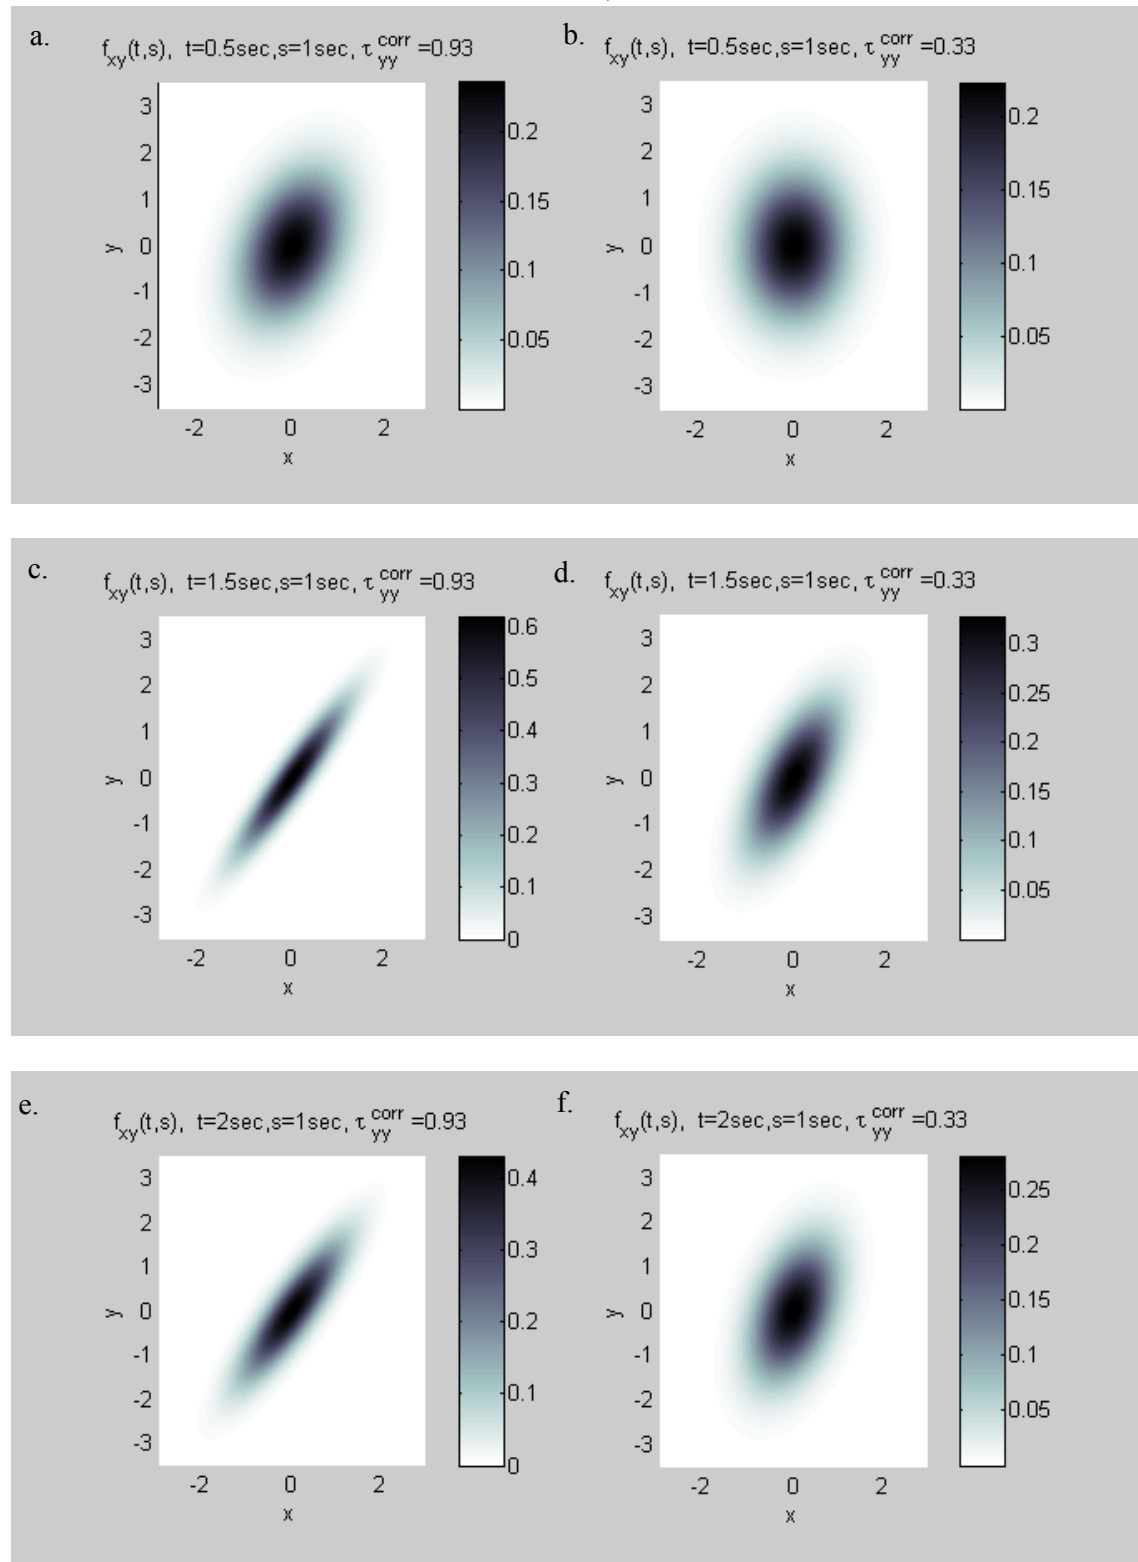 a.
f_xy(t,s), t=0.5sec,s=1sec, τ_yy^corr =0.93
3
2
1
0
-1
-2
-3
y
-2 0 2
x
0.2
0.15
0.1
0.05
b.
f_xy(t,s), t=0.5sec,s=1sec, τ_yy^corr =0.33
3
2
1
0
-1
-2
-3
y
-2 0 2
x
0.2
0.15
0.1
0.05
c.
f_xy(t,s), t=1.5sec,s=1sec, τ_yy^corr =0.93
3
2
1
0
-1
-2
-3
y
-2 0 2
x
0.6
0.5
0.4
0.3
0.2
0.1
0
d.
f_xy(t,s), t=1.5sec,s=1sec, τ_yy^corr =0.33
3
2
1
0
-1
-2
-3
y
-2 0 2
x
0.3
0.25
0.2
0.15
0.1
0.05
e.
f_xy(t,s), t=2sec,s=1sec, τ_yy^corr =0.93
3
2
1
0
-1
-2
-3
y
-2 0 2
x
0.4
0.3
0.2
0.1
0
f.
f_xy(t,s), t=2sec,s=1sec, τ_yy^corr =0.33
3
2
1
0
-1
-2
-3
y
-2 0 2
x
0.25
0.2
0.15
0.1
0.05